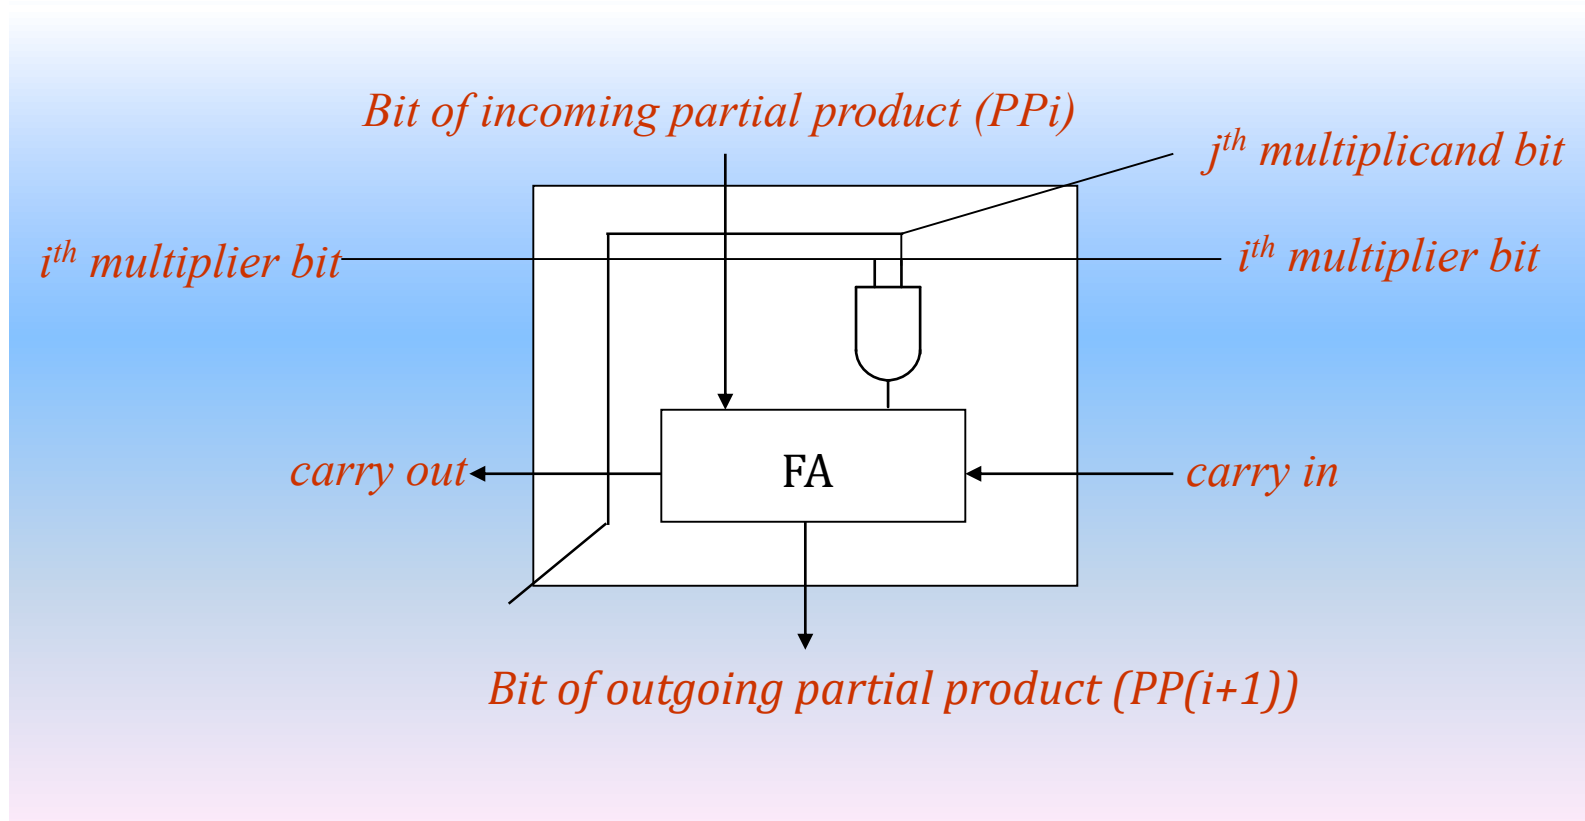 Bit of incoming partial product (PPi)
jth multiplicand bit
ith multiplier bit
ith multiplier bit
carry out
FA
carry in
Bit of outgoing partial product (PP(i+1))